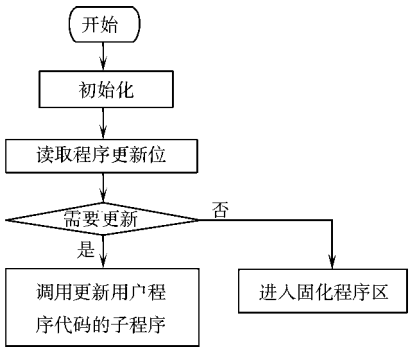 开始
初始化
读取程序更新位
需要更新
否
是
调用更新用户程
序代码的子程序
进入固化程序区